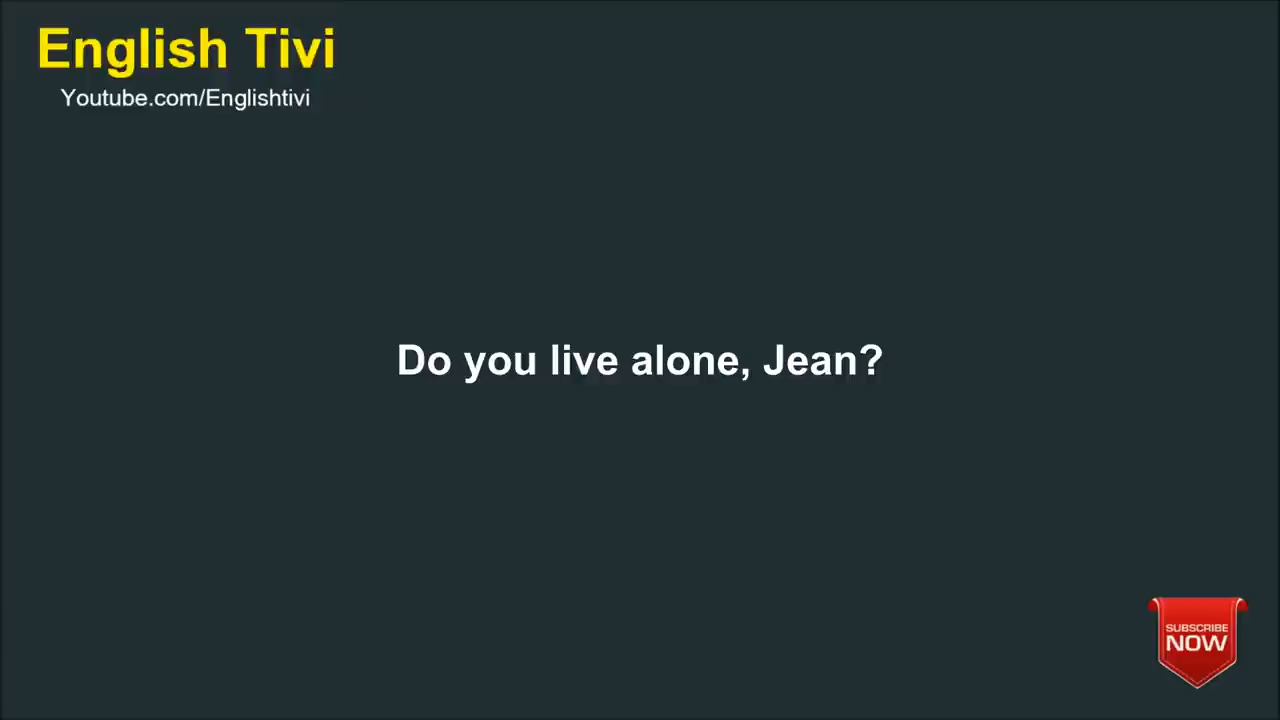 English Tivi
Youtube.com/Englishtivi
Do you live alone, Jean?
SUBSCRIBE
NOW